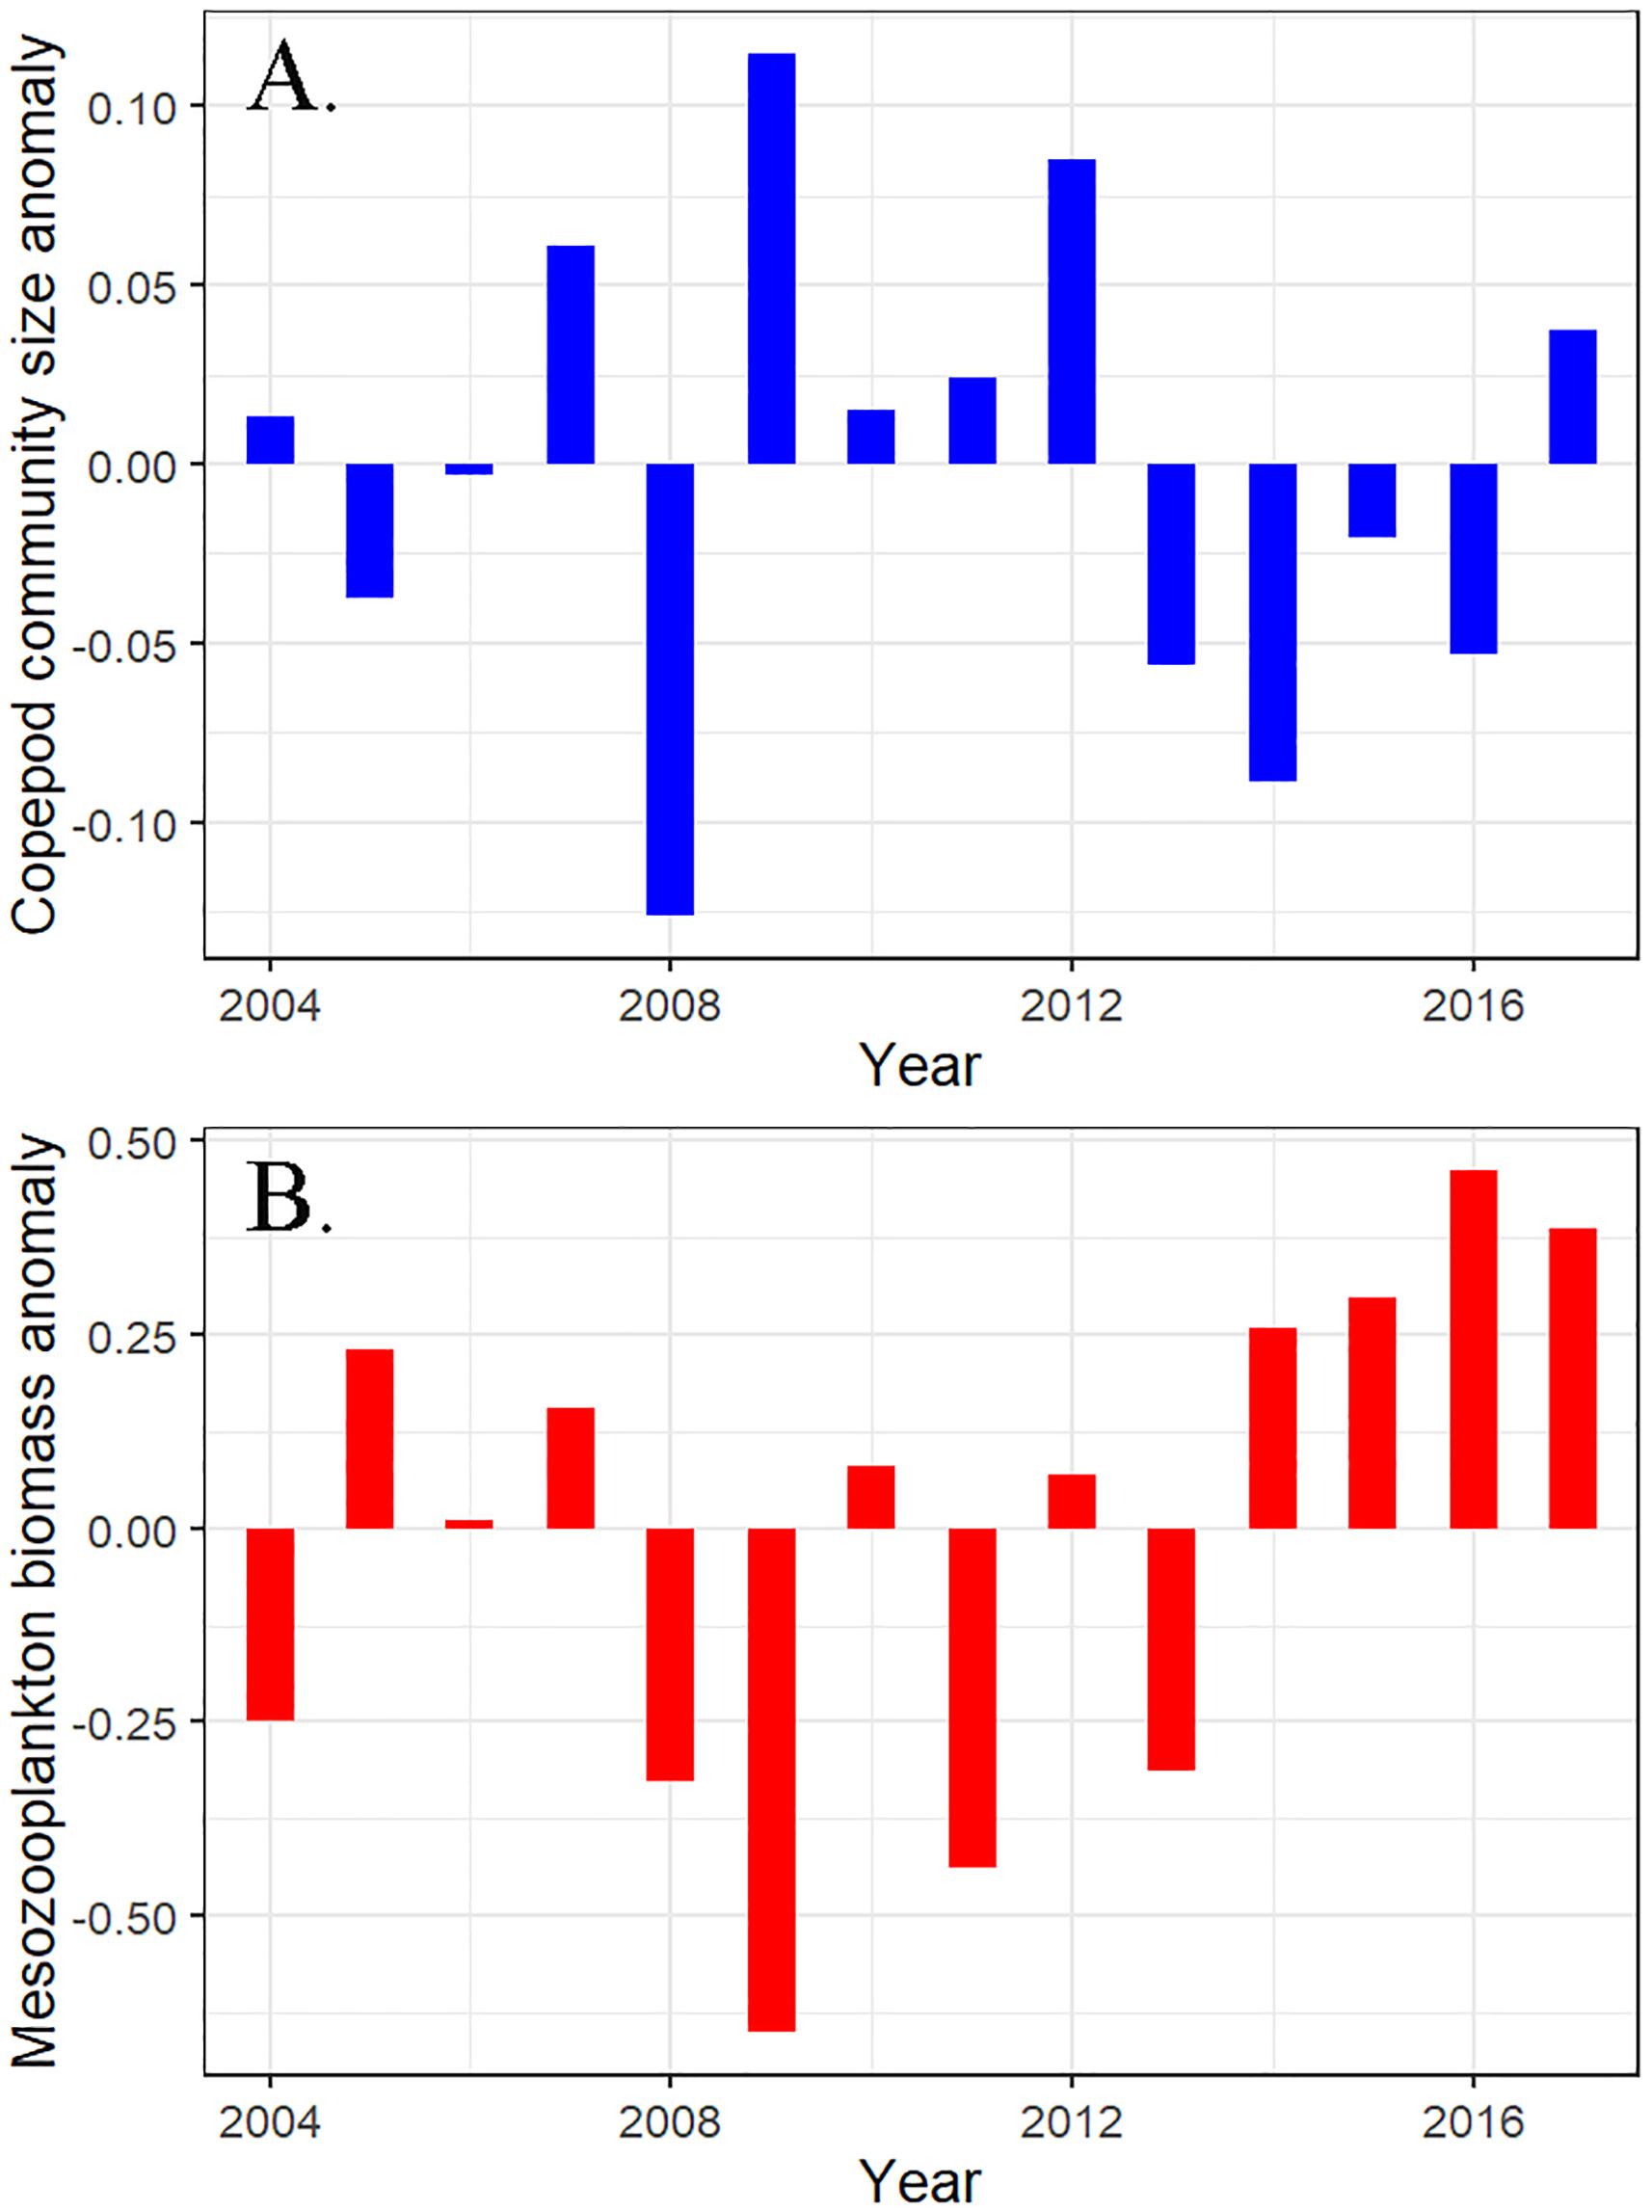 A.
Copepod community size anomaly
0.10
0.05
0.00
-0.05
-0.10
2004 2008 2012 2016
Year
B.
Mesozooplankton biomass anomaly
0.50
0.25
0.00
-0.25
-0.50
2004 2008 2012 2016
Year